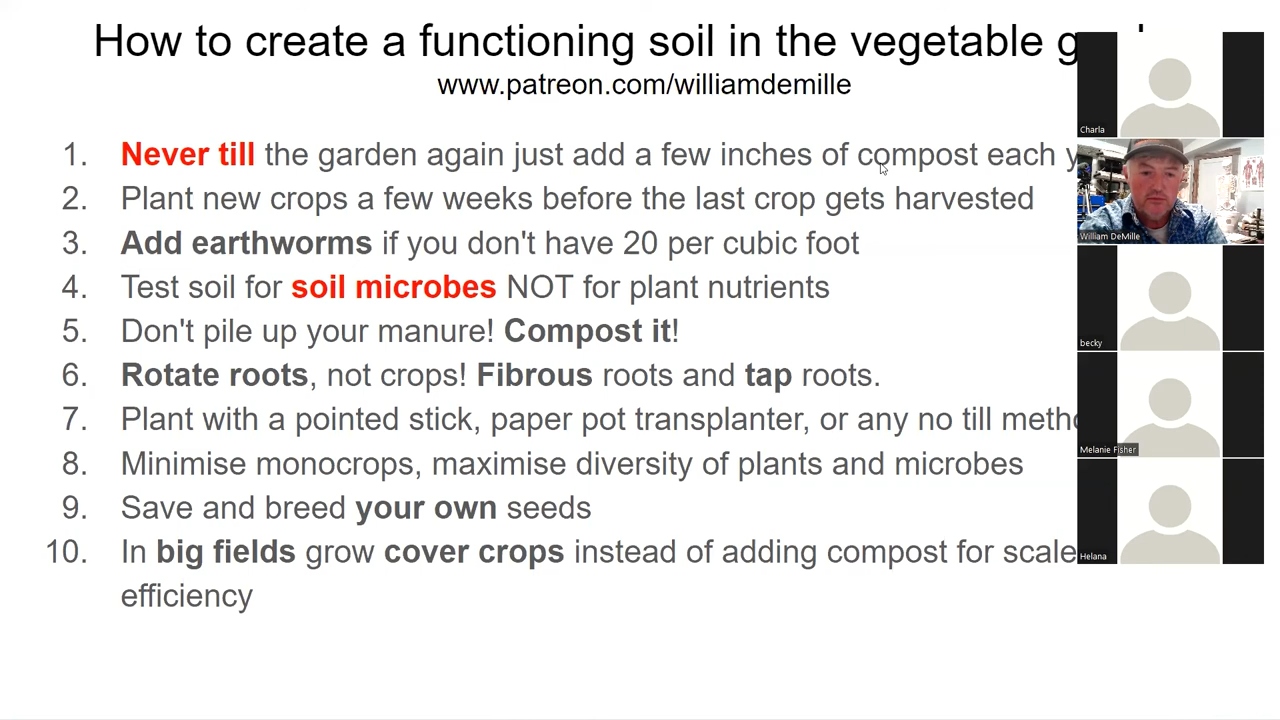 How to create a functioning soil in the vegetable
www.patreon.com/williamdemille
1. Never till the garden again just add a few inches of compost each
2. Plant new crops a few weeks before the last crop gets harvested
3. Add earthworms if you don't have 20 per cubic foot
4. Test soil for soil microbes NOT for plant nutrients
5. Don't pile up your manure! Compost it!
6. Rotate roots, not crops! Fibrous roots and tap roots.
7. Plant with a pointed stick, paper pot transplanter, or any no till
8. Minimise monocrops, maximise diversity of plants and microbes
9. Save and breed your own seeds
10. In big fields grow cover crops instead of adding compost for scale
efficiency
Charla
William DeMille
becky
Melanie Fisher
Helana